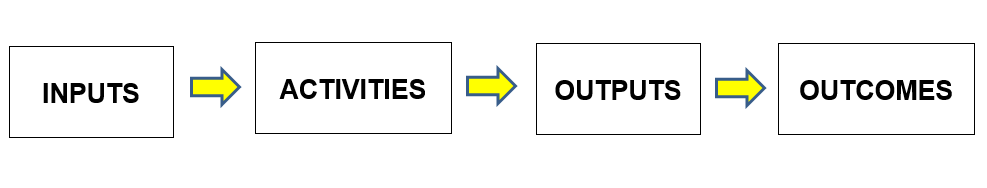 INPUTS
ACTIVITIES
OUTPUTS
OUTCOMES